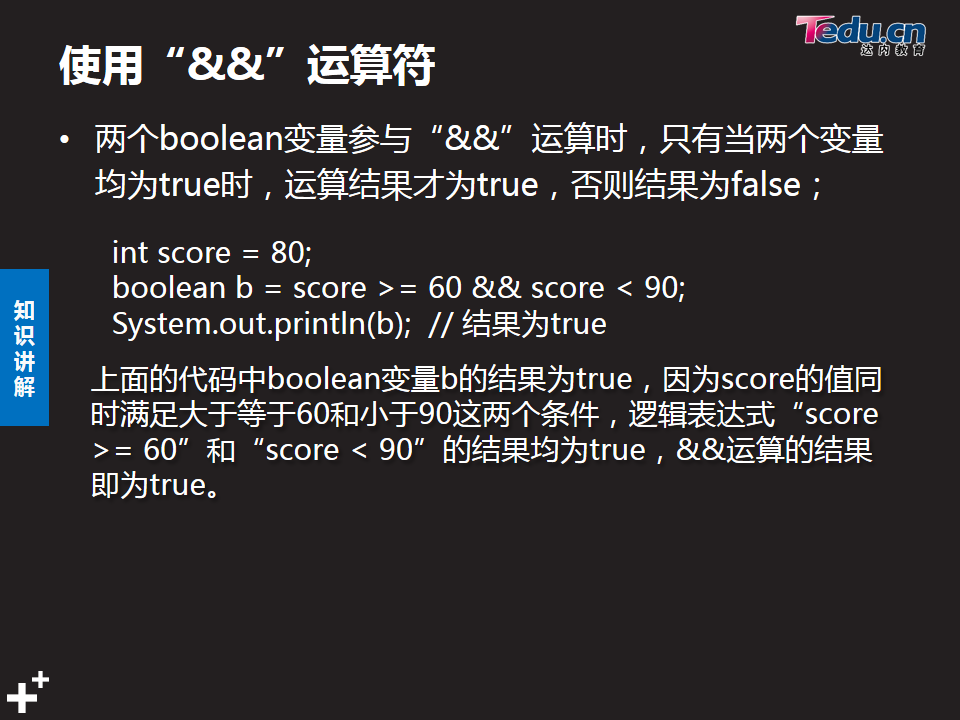 Tedu.cn
达内教育
使用“&&”运算符
• 两个boolean变量参与“&&”运算时，只有当两个变量
均为true时，运算结果才为true，否则结果为false；
int score = 80;
boolean b = score >= 60 && score < 90;
System.out.println(b);  // 结果为true
知识讲解
上面的代码中boolean变量b的结果为true，因为score的值同
时满足大于等于60和小于90这两个条件，逻辑表达式“score
>= 60”和“score < 90”的结果均为true，&&运算的结果
即为true。